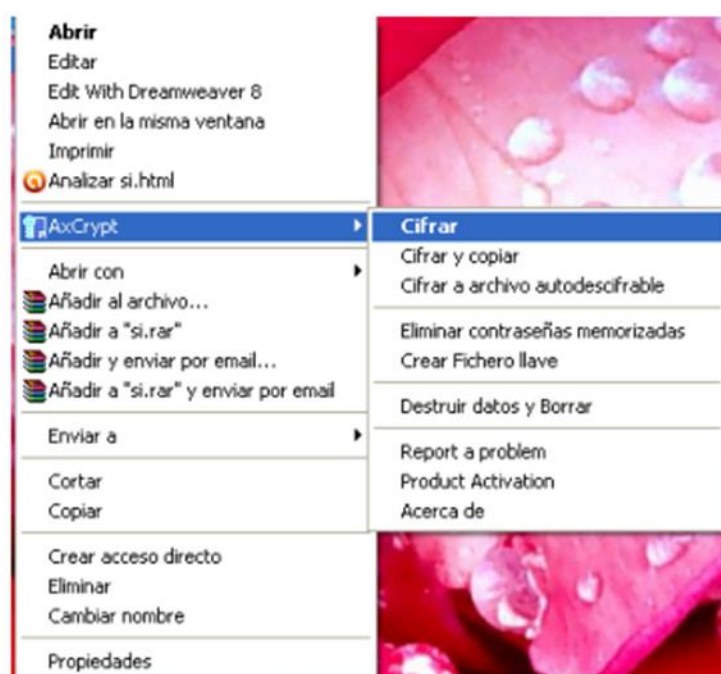 Abrir
Editar
Edit With Dreamweaver 8
Abrir en la misma ventana
Imprimir
Analizar si.html
AxCrypt
Abrir con
Añadir al archivo...
Añadir a "si.rar"
Añadir y enviar por email...
Añadir a "si.rar" y enviar por email
Enviar a
Cortar
Copiar
Crear acceso directo
Eliminar
Cambiar nombre
Propiedades
Cifrar
Cifrar y copiar
Cifrar a archivo autodescifrable
Eliminar contraseñas memorizadas
Crear Fichero llave
Destruir datos y Borrar
Report a problem
Product Activation
Acerca de